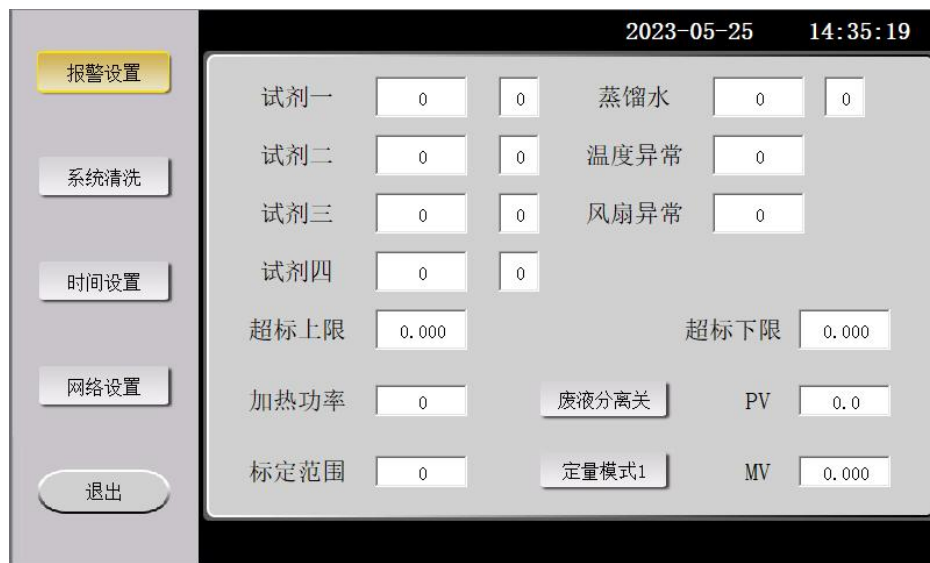 2023-05-25 14:35:19
报警设置
系统清洗
时间设置
网络设置
退出
试剂一 0 0 蒸馏水 0 0
试剂二 0 0 温度异常 0
试剂三 0 0 风扇异常 0
试剂四 0 0
超标上限 0.000 超标下限 0.000
加热功率 0 废液分离关 PV 0.0
标定范围 0 定量模式1 MV 0.000